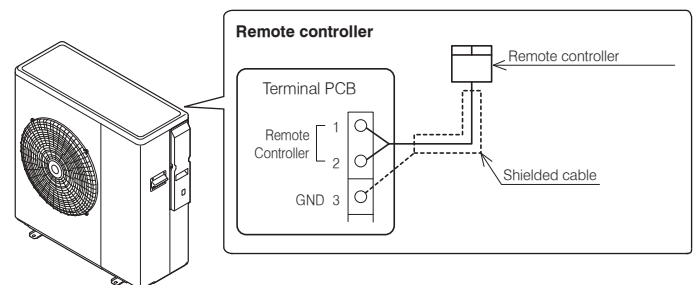 Remote controller
Remote controller
Terminal PCB
Remote
Controller
1
2
GND 3
Shielded cable